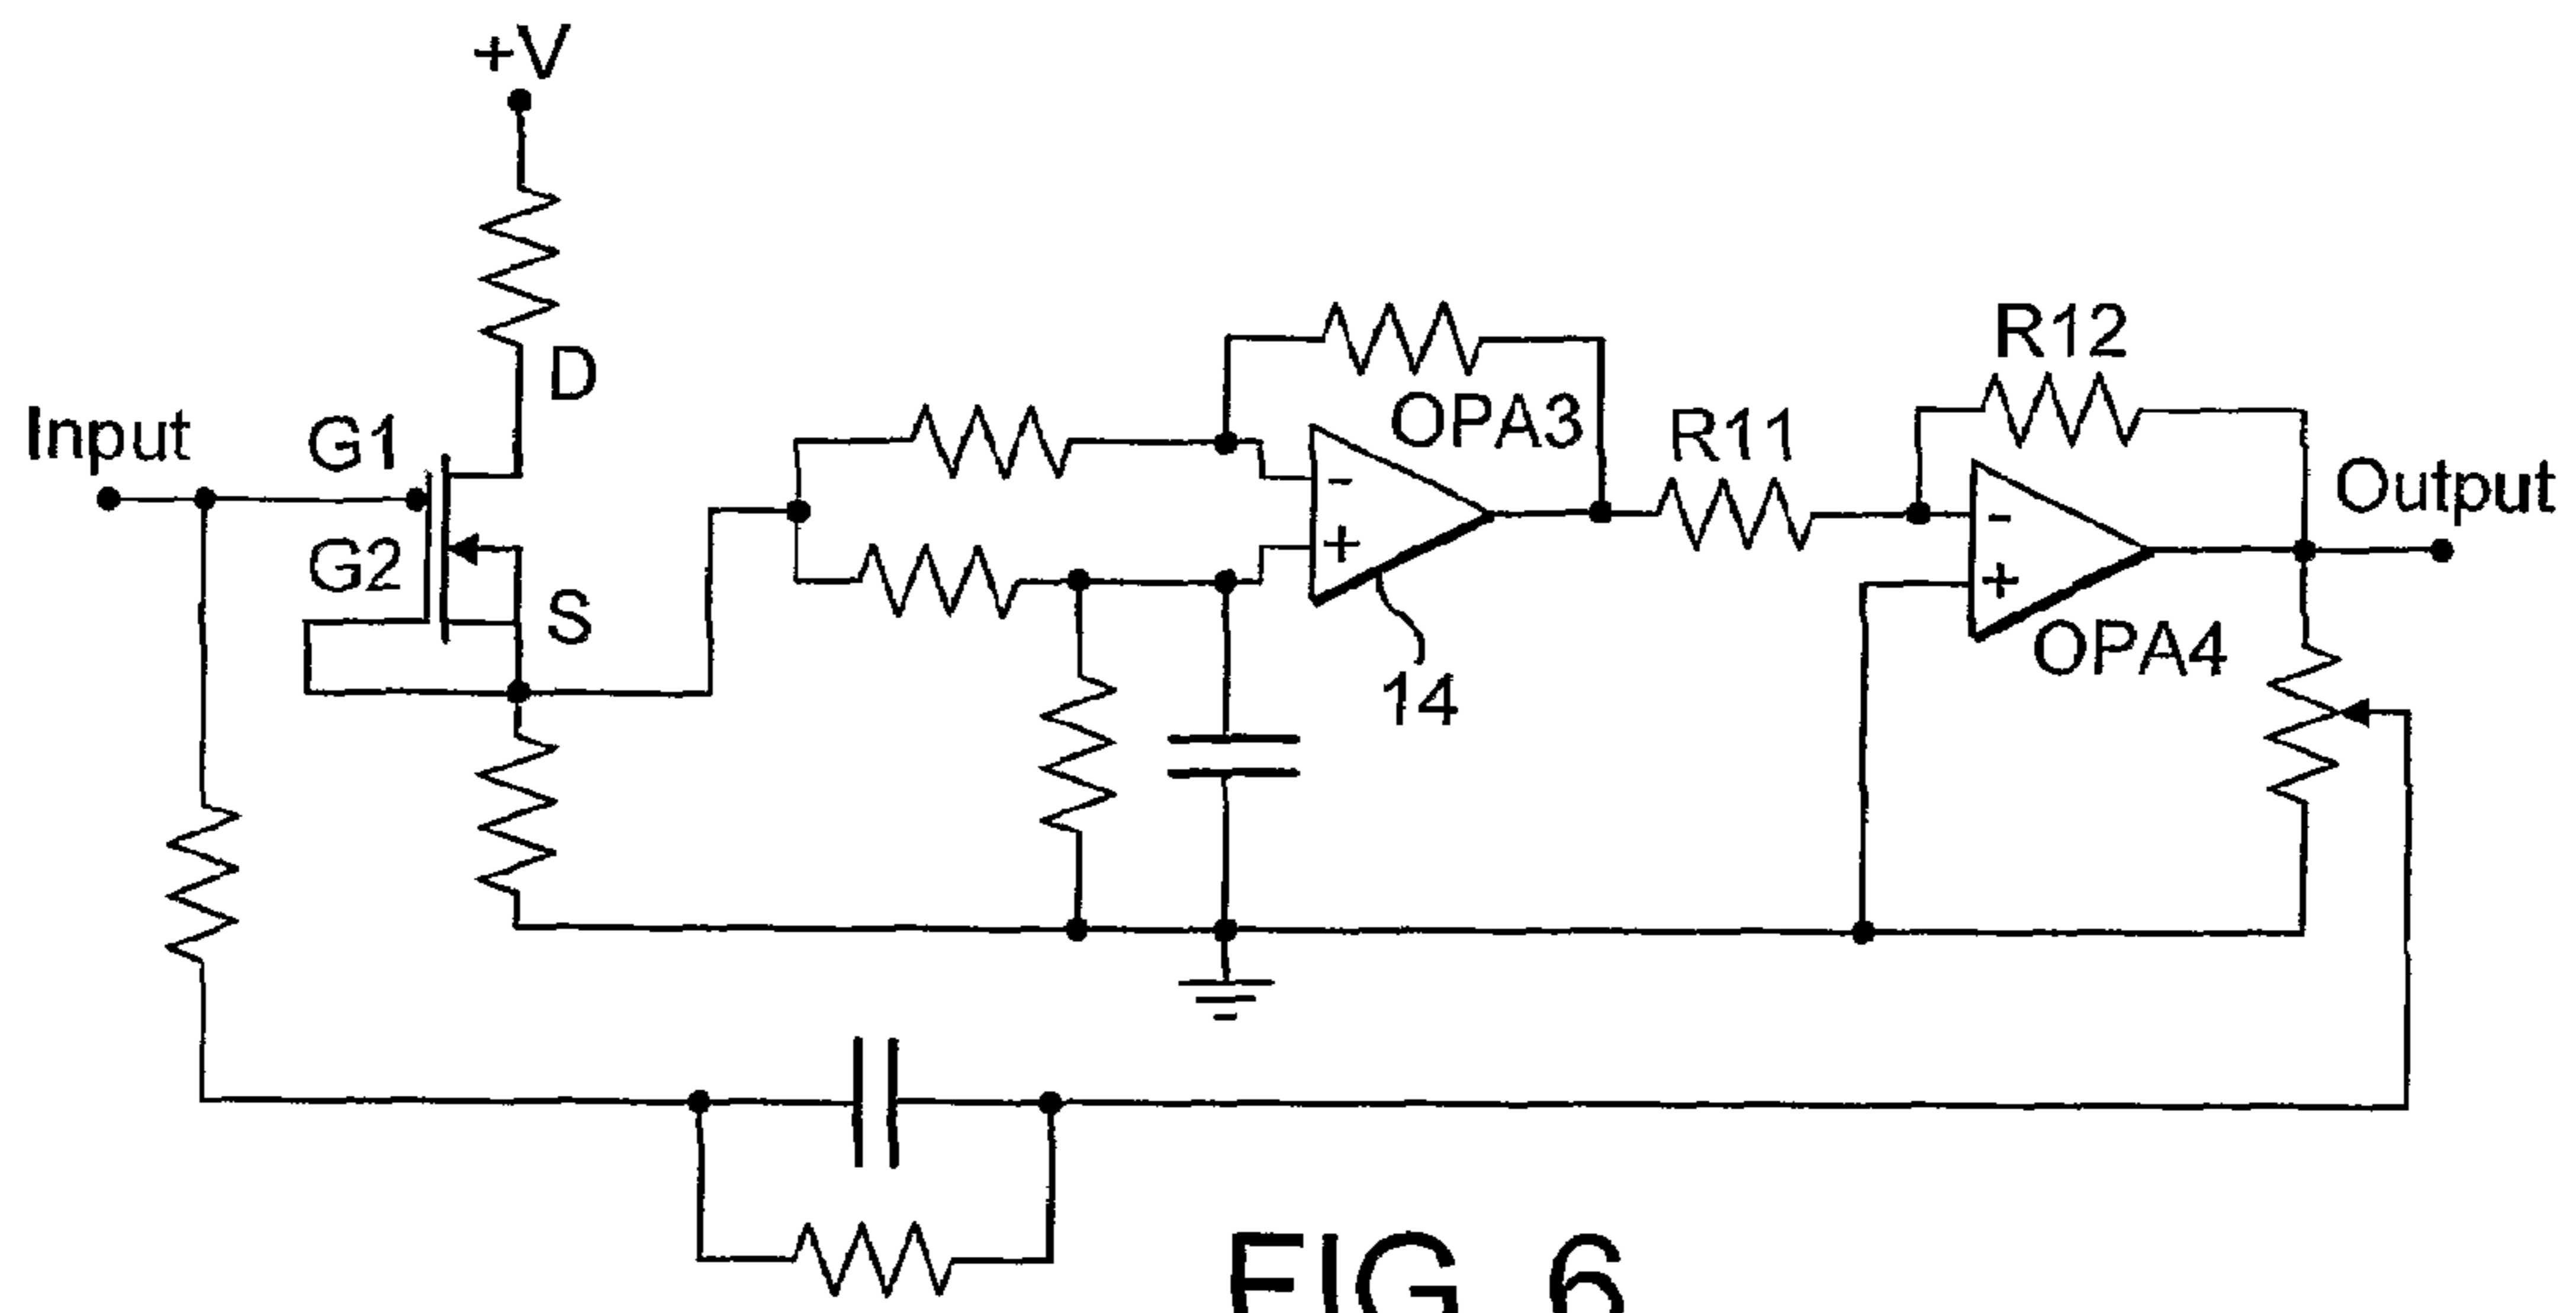 +V
D
Input
G1
G2
S
OPA3
-
+
14
R11
R12
-
+
OPA4
Output
FIG. 6